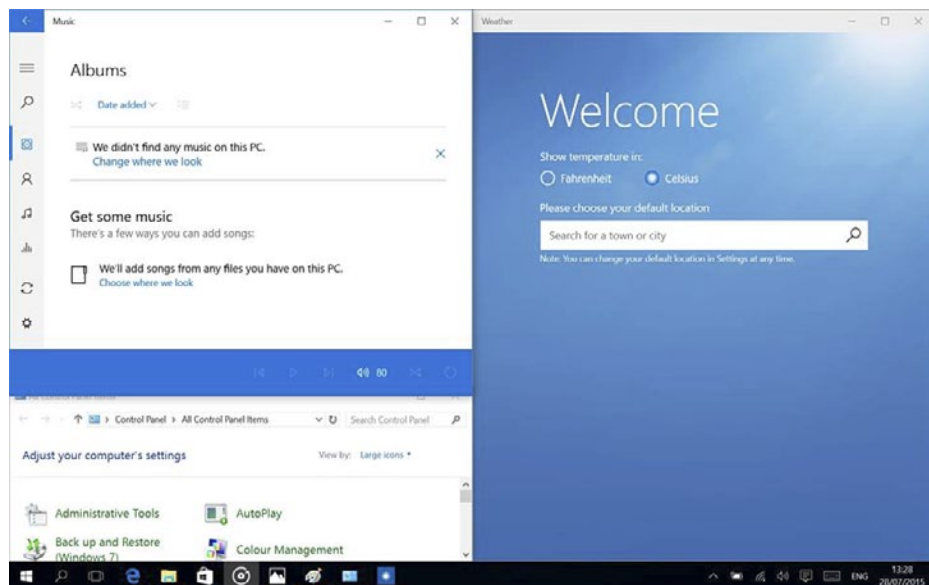 Music
Albums
Date added
We didn't find any music on this PC.
Change where we look
Get some music
There's a few ways you can add songs:
We'll add songs from any files you have on this PC.
Choose where we look
80
Weather
Welcome
Show temperature in:
Fahrenheit
Celsius
Please choose your default location
Search for a town or city
Note: You can change your default location in Settings at any time.
All Control Panel Items
Control Panel
All Control Panel Items
Search Control Panel
Adjust your computer's settings
View by: Large icons
Administrative Tools
AutoPlay
Back up and Restore
(Windows 7)
Colour Management
ENG
13:28
28/07/2015